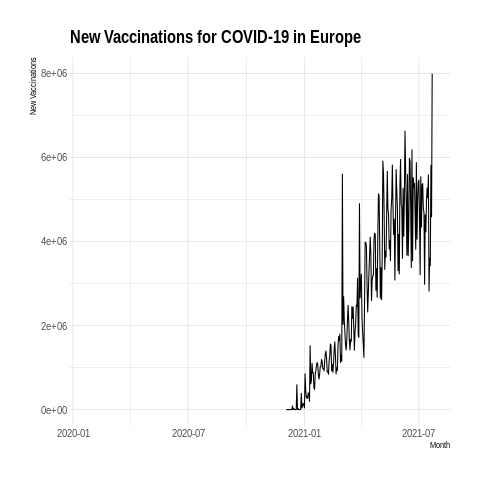 New Vaccinations for COVID-19 in Europe
New Vaccinations
8e+06
6e+06
4e+06
2e+06
0e+00
2020-01 2020-07 2021-01 2021-07
Month